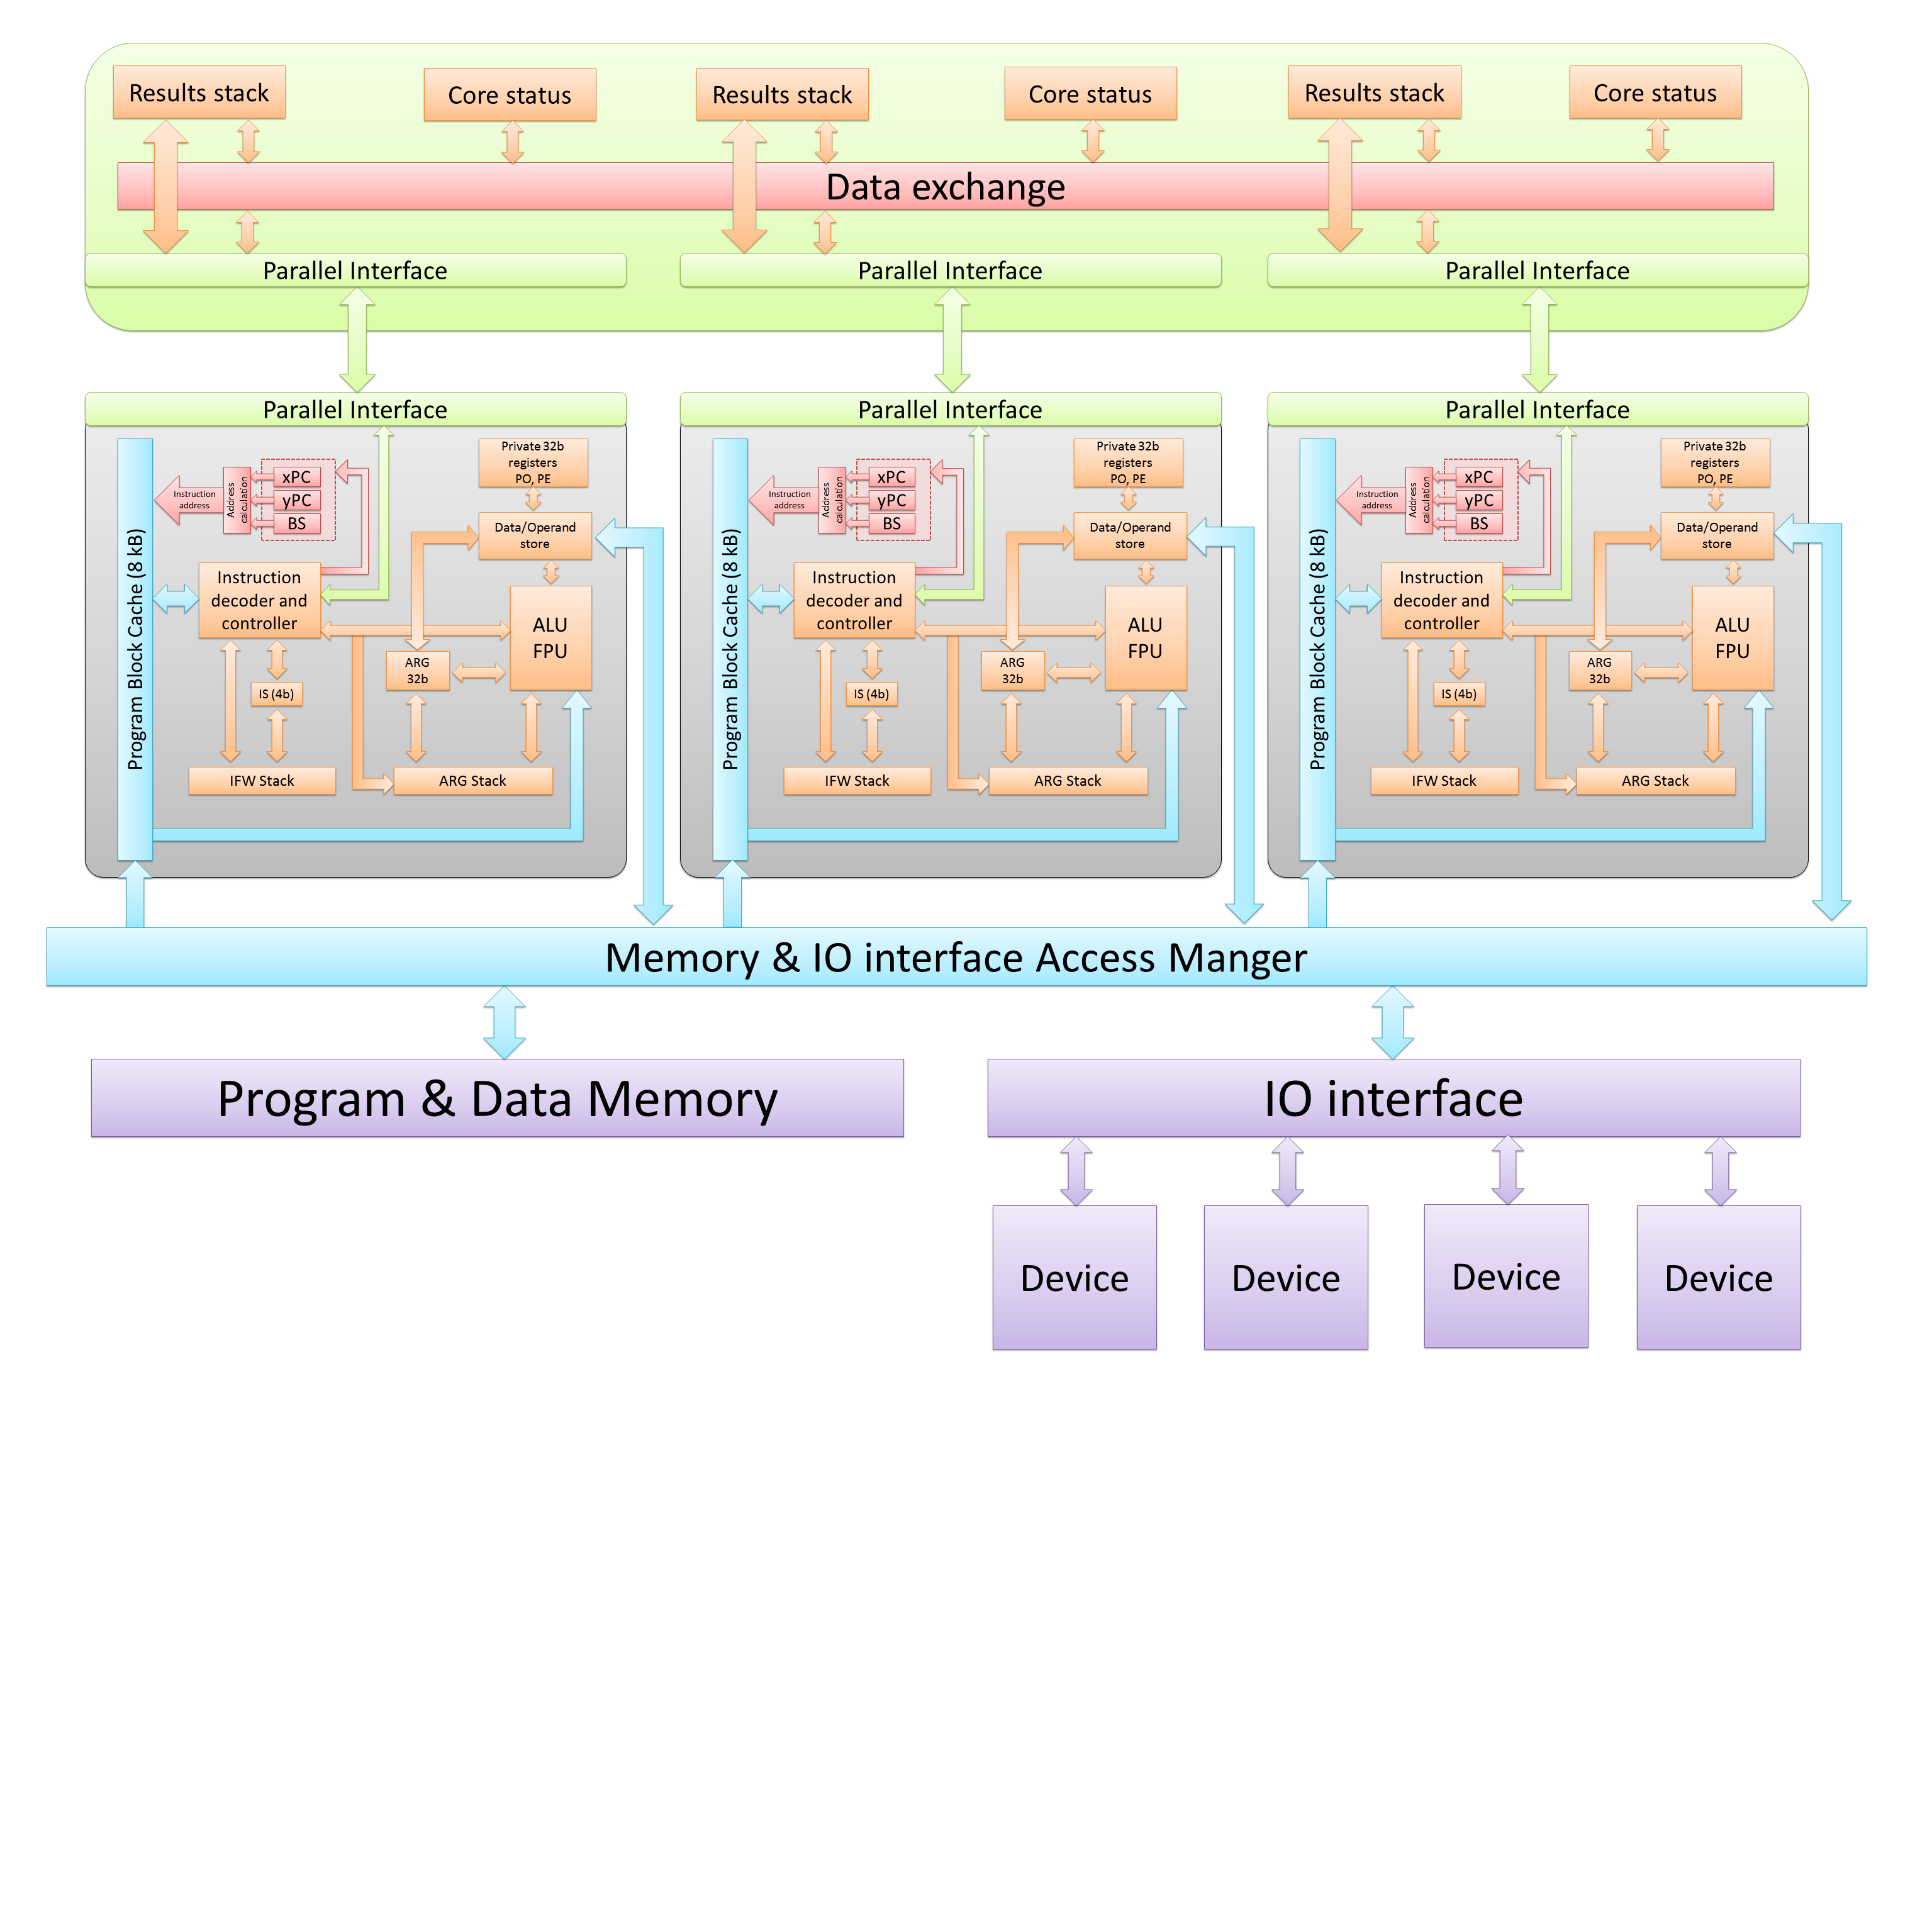 Results stack
Core status
Results stack
Core status
Results stack
Core status
Data exchange
Parallel Interface
Parallel Interface
Parallel Interface
Parallel Interface
Program Block Cache (8 kB)
Instruction
address
Address
calculation
xPC
yPC
BS
Private 32b
registers
PO, PE
Data/Operand
store
Instruction
decoder and
controller
ALU
FPU
ARG
32b
IS (4b)
IFW Stack
ARG Stack
Parallel Interface
Program Block Cache (8 kB)
Instruction
address
Address
calculation
xPC
yPC
BS
Private 32b
registers
PO, PE
Data/Operand
store
Instruction
decoder and
controller
ALU
FPU
ARG
32b
IS (4b)
IFW Stack
ARG Stack
Parallel Interface
Program Block Cache (8 kB)
Instruction
address
Address
calculation
xPC
yPC
BS
Private 32b
registers
PO, PE
Data/Operand
store
Instruction
decoder and
controller
ALU
FPU
ARG
32b
IS (4b)
IFW Stack
ARG Stack
Memory & IO interface Access Manger
Program & Data Memory
IO interface
Device
Device
Device
Device